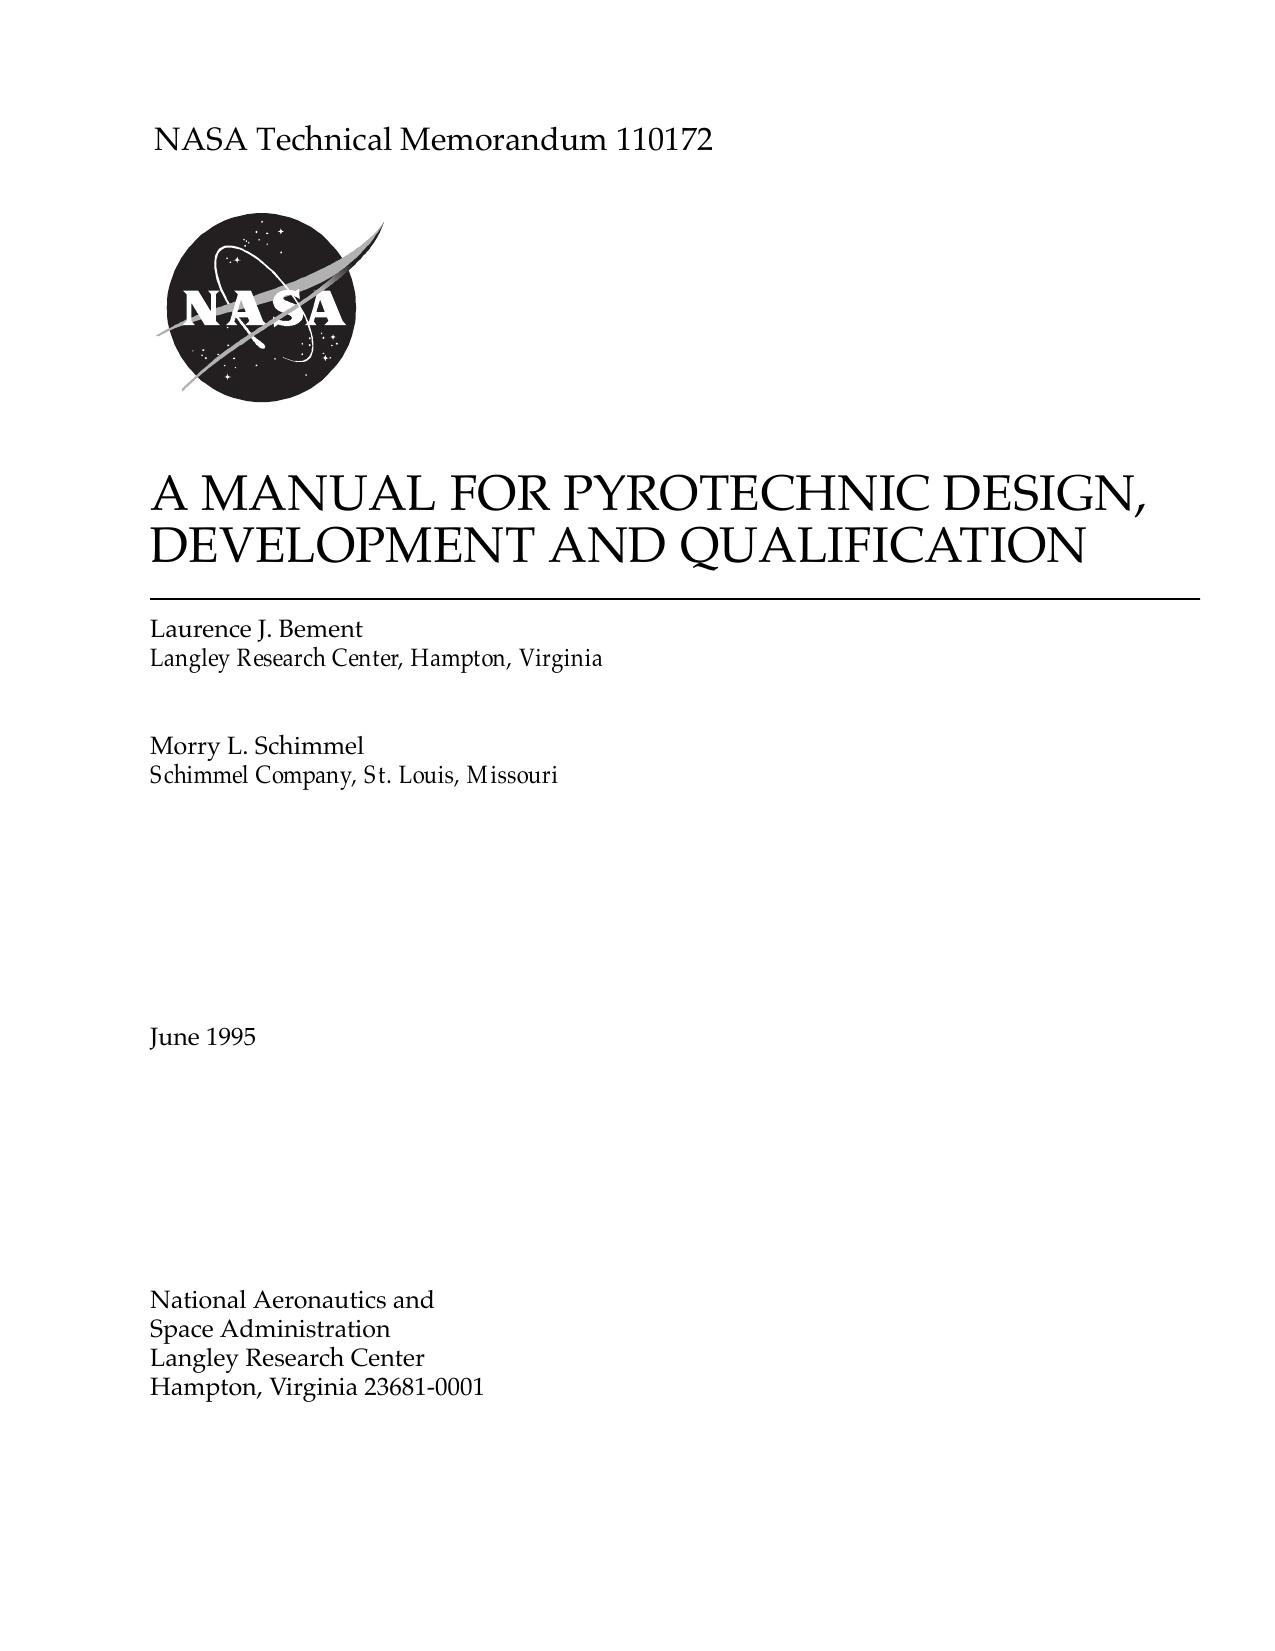 NASA Technical Memorandum 110172
NASA
A MANUAL FOR PYROTECHNIC DESIGN,
DEVELOPMENT AND QUALIFICATION
Laurence J. Bement
Langley Research Center, Hampton, Virginia
Morry L. Schimmel
Schimmel Company, St. Louis, Missouri
June 1995
National Aeronautics and
Space Administration
Langley Research Center
Hampton, Virginia 23681-0001